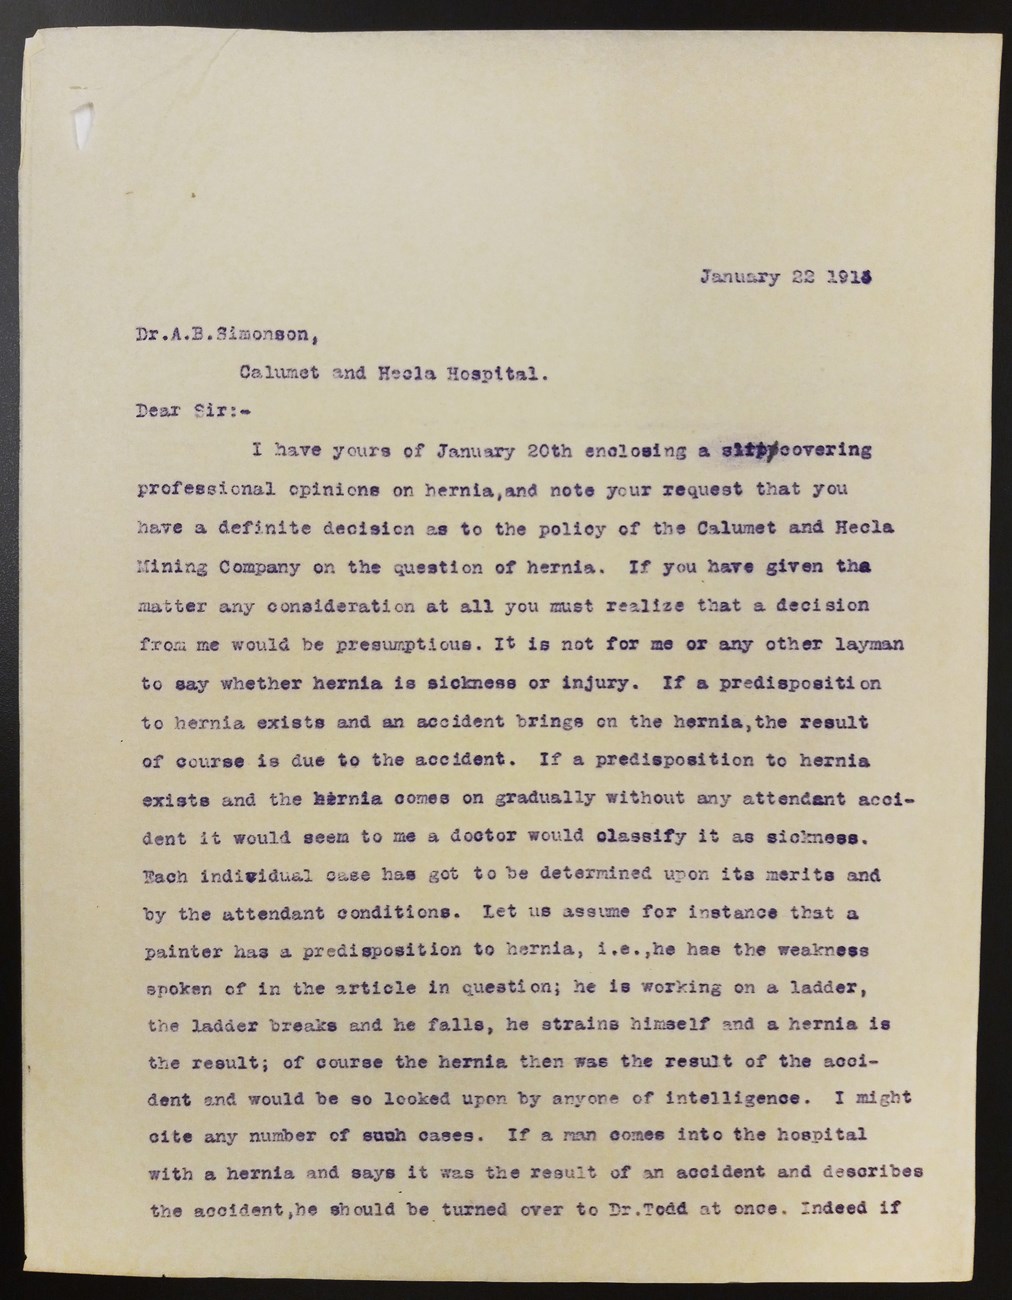 January 22 191
Dr.A.B.Simonson,
Calumet and Hecla Hospital.
Dear Sir:-
I have yours of January 20th enclosing a slip covering
professional opinions on hernia,and note your request that you
have a definite decision as to the policy of the Calumet and Hecla
Mining Company on the question of hernia. If you have given tha
matter any consideration at all you must realize that a decision
from me would be presumptious. It is not for me or any other layman
to say whether hernia is sickness or injury. If a predisposition
to hernia exists and an accident brings on the hernia,the result
of course is due to the accident. If a predisposition to hernia
exists and the hernia comes on gradually without any attendant acci-
dent it would seem to me a doctor would classify it as sickness.
Each individual case has got to be determined upon its merits and
by the attendant conditions. Let us assume for instance that a
painter has a predisposition to hernia, i.e.,he has the weakness
spoken of in the article in question; he is working on a ladder,
the ladder breaks and he falls, he strains himself and a hernia is
the result; of course the hernia then was the result of the acci-
dent and would be so looked upon by anyone of intelligence. I might
cite any number of such cases. If a man comes into the hospital
with a hernia and says it was the result of an accident and describes
the accident,he should be turned over to Dr.Todd at once. Indeed if